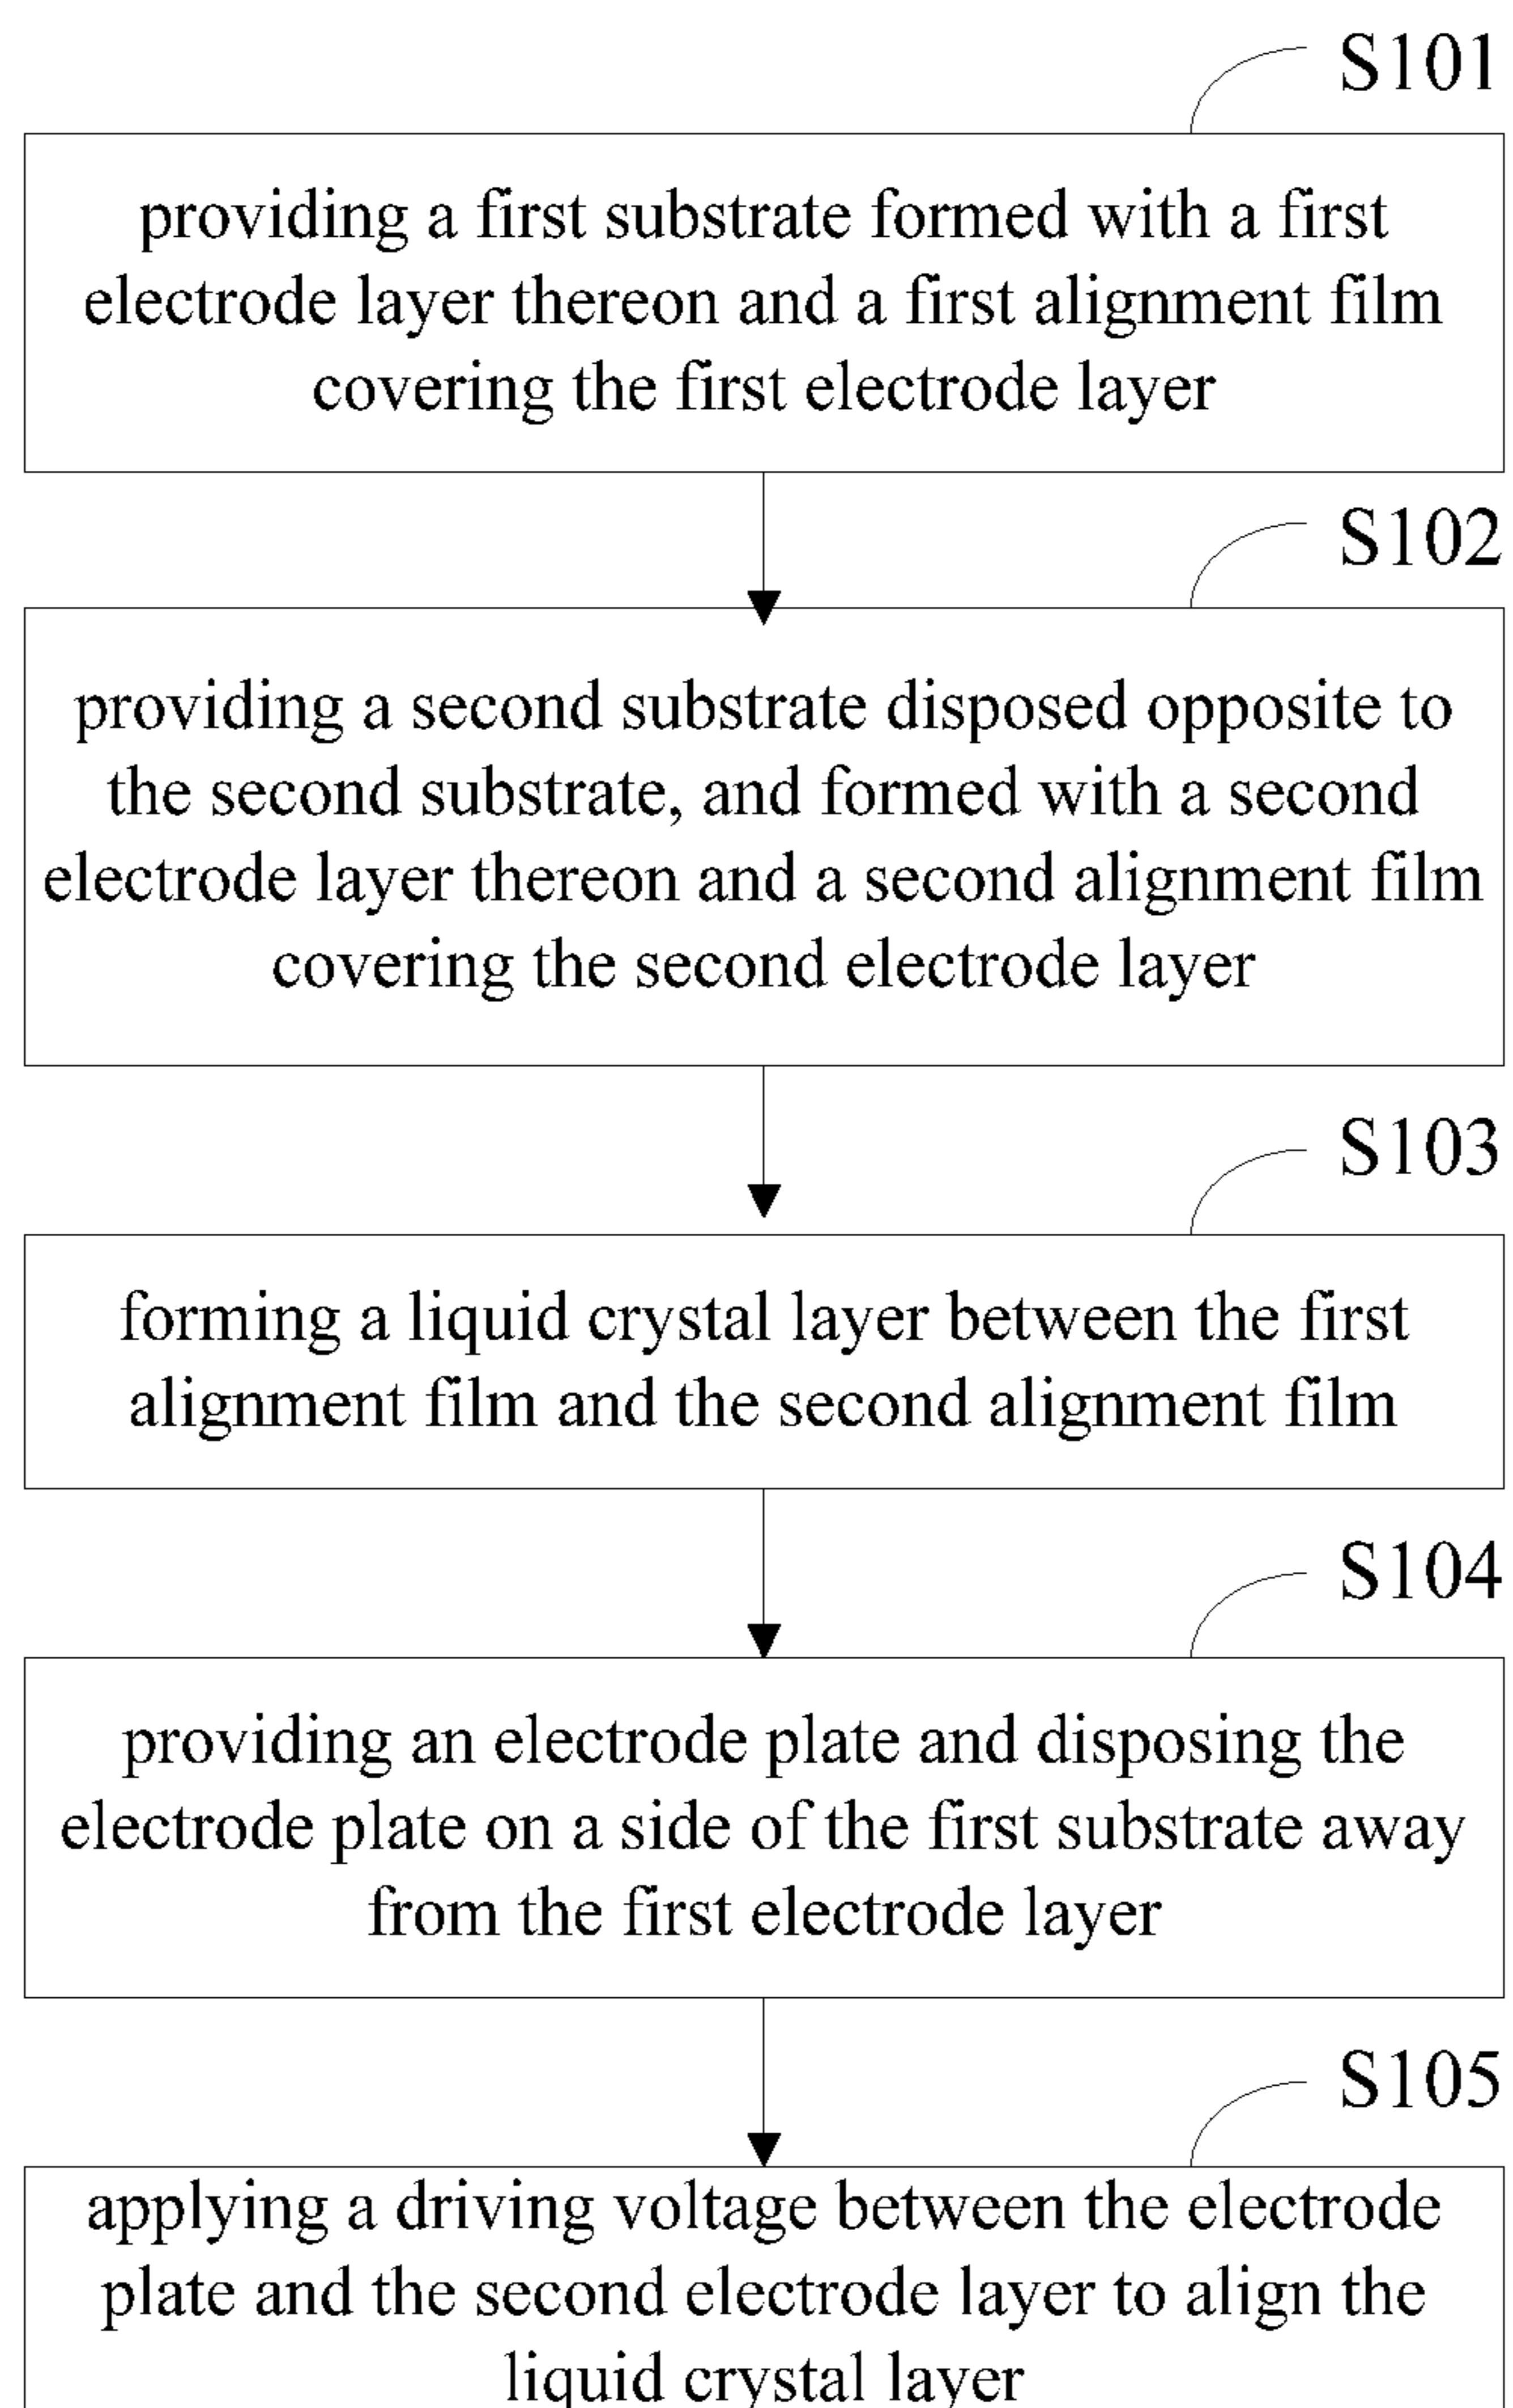 S101
providing a first substrate formed with a first
electrode layer thereon and a first alignment film
covering the first electrode layer
S102
providing a second substrate disposed opposite to
the second substrate, and formed with a second
electrode layer thereon and a second alignment film
covering the second electrode layer
S103
forming a liquid crystal layer between the first
alignment film and the second alignment film
S104
providing an electrode plate and disposing the
electrode plate on a side of the first substrate away
from the first electrode layer
S105
applying a driving voltage between the electrode
plate and the second electrode layer to align the
liquid crystal layer